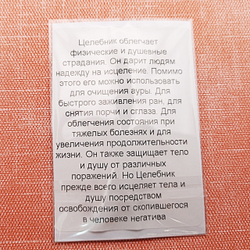 Целебник облегчает
физические и душевные
страдания. Он дарит людям
надежду на исцеление. Помимо
этого его можно использовать
для очищения ауры. Для
быстрого заживления ран, для
снятия порчи и сглаза. Для
облегчения состояния при
тяжелых болезнях и для
увеличения продолжительности
жизни. Он также защищает тело
и душу от различных
поражений. Но Целебник
прежде всего исцеляет тела и
душу посредством
освобождения от скопившегося
в человеке негатива